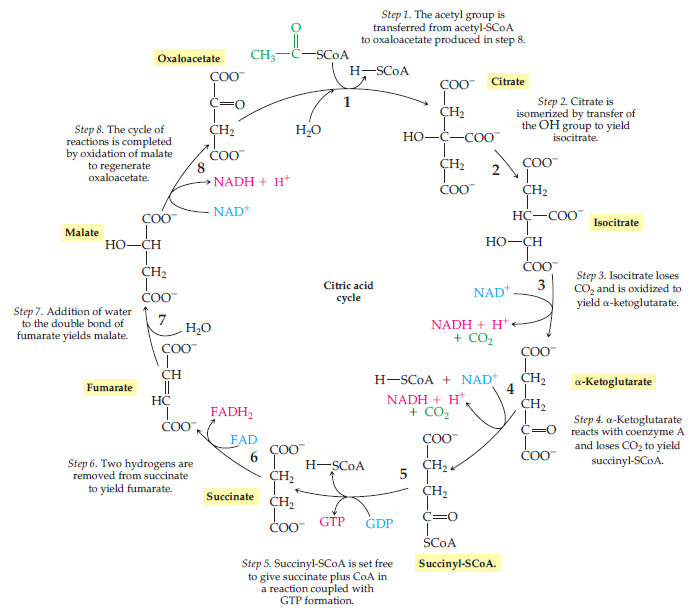 Step 1. The acetyl group is
transferred from acetyl-SCoA
to oxaloacetate produced in step 8.
O
CH₃—C—SCoA
H—SCoA
1
H₂O
Oxaloacetate
COO⁻
C=O
CH₂
COO⁻
Citrate
COO⁻
CH₂
HO—C—COO⁻
CH₂
COO⁻
Step 2. Citrate is
isomerized by transfer of
the OH group to yield
isocitrate.
2
COO⁻
CH₂
HC—COO⁻
HO—CH
COO⁻
Isocitrate
Step 3. Isocitrate loses
CO₂ and is oxidized to
yield α-ketoglutarate.
3
NAD⁺
NADH + H⁺
+ CO₂
COO⁻
CH₂
CH₂
C=O
COO⁻
α-Ketoglutarate
Step 4. α-Ketoglutarate
reacts with coenzyme A
and loses CO₂ to yield
succinyl-SCoA.
4
H—SCoA + NAD⁺
NADH + H⁺
+ CO₂
COO⁻
CH₂
CH₂
C=O
SCoA
Succinyl-SCoA.
5
H—SCoA
GTP
GDP
Step 5. Succinyl-SCoA is set free
to give succinate plus CoA in
a reaction coupled with
GTP formation.
COO⁻
CH₂
CH₂
COO⁻
Succinate
6
FADH₂
FAD
Step 6. Two hydrogens are
removed from succinate
to yield fumarate.
COO⁻
CH
HC
COO⁻
Fumarate
7
H₂O
Step 7. Addition of water
to the double bond of
fumarate yields malate.
COO⁻
HO—CH
CH₂
COO⁻
Malate
8
NADH + H⁺
NAD⁺
Step 8. The cycle of
reactions is completed
by oxidation of malate
to regenerate
oxaloacetate.
Citric acid
cycle